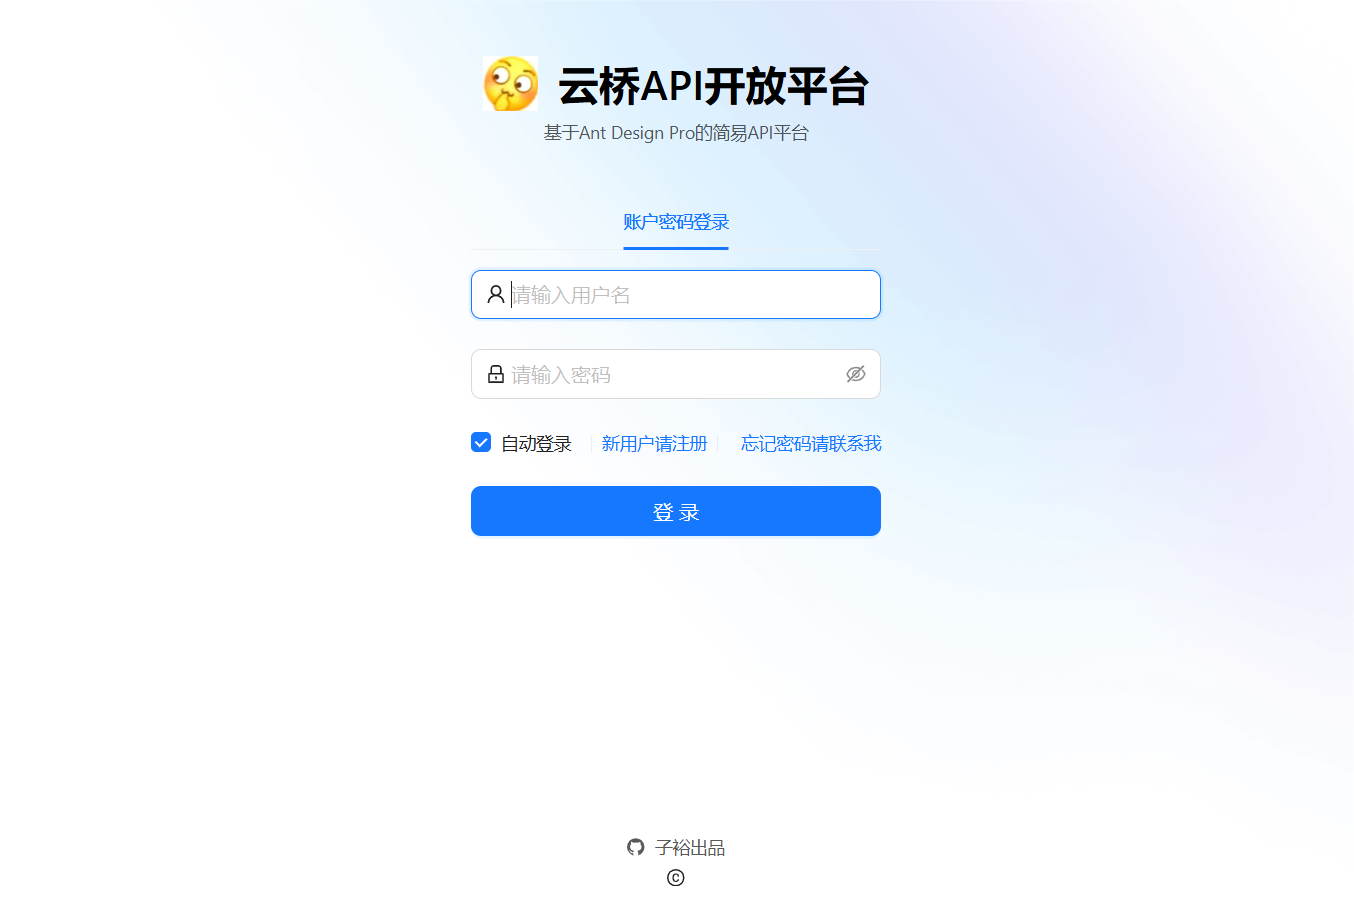 云桥API开放平台
基于Ant Design Pro的简易API平台
账户密码登录
请输入用户名
请输入密码
自动登录 新用户请注册 忘记密码请联系我
登 录
子裕出品
©